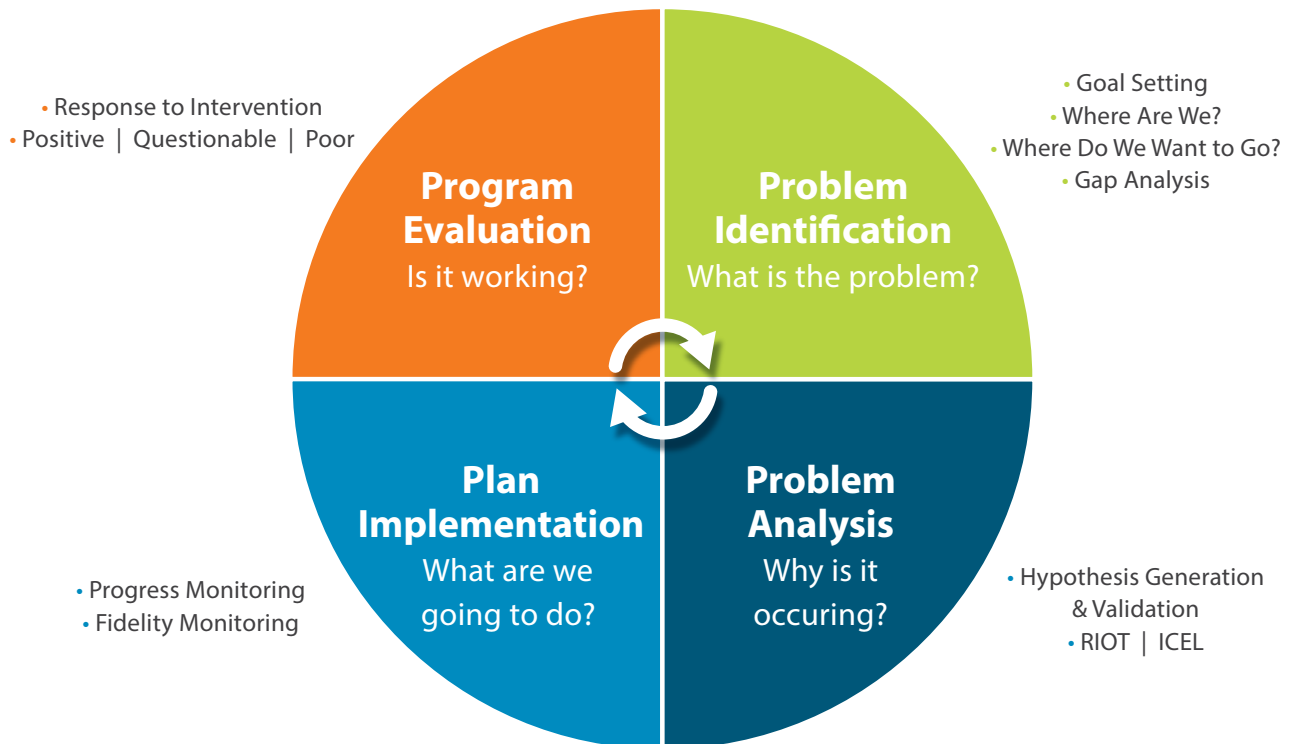 • Response to Intervention
• Positive | Questionable | Poor
Program
Evaluation
Is it working?
Problem
Identification
What is the problem?
• Goal Setting
• Where Are We?
• Where Do We Want to Go?
• Gap Analysis
Plan
Implementation
What are we
going to do?
• Progress Monitoring
• Fidelity Monitoring
Problem
Analysis
Why is it
occuring?
• Hypothesis Generation
& Validation
• RIOT | ICEL